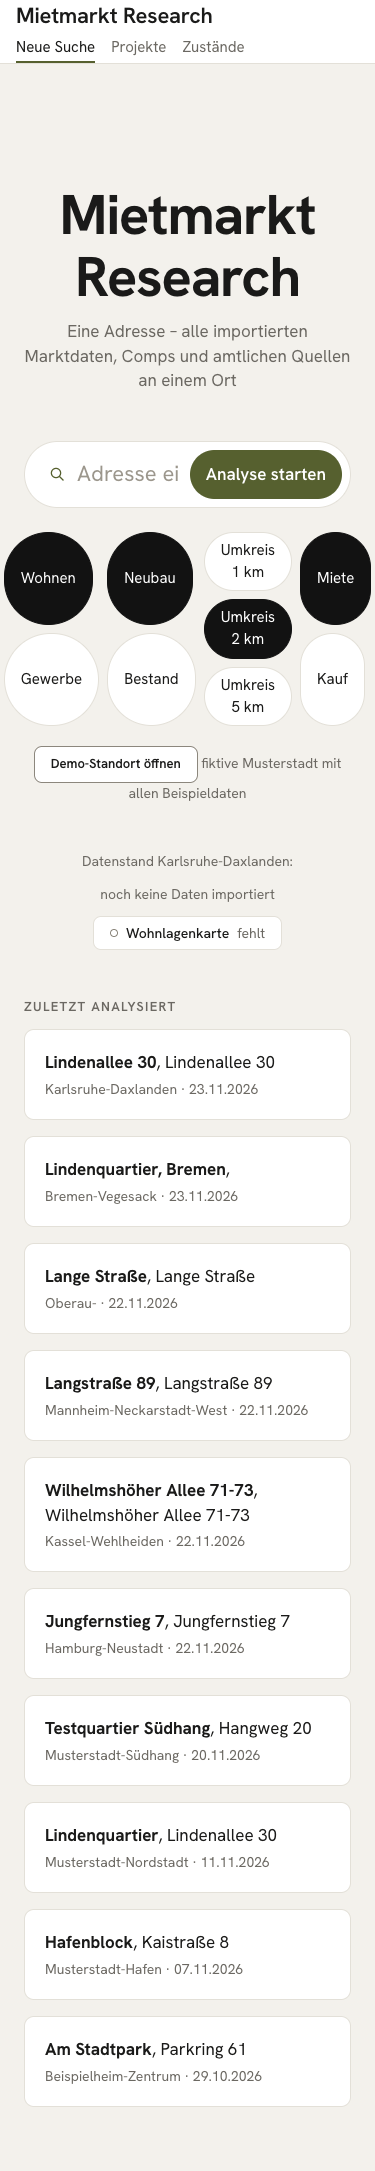 Mietmarkt Research
Neue Suche Projekte Zustände
Mietmarkt
Research
Eine Adresse – alle importierten
Marktdaten, Comps und amtlichen Quellen
an einem Ort
Adresse ei Analyse starten
Wohnen Neubau Umkreis 1 km Miete
Umkreis 2 km
Gewerbe Bestand Umkreis 5 km Kauf
Demo-Standort öffnen fiktive Musterstadt mit
allen Beispieldaten
Datenstand Karlsruhe-Daxlanden:
noch keine Daten importiert
Wohnlagenkarte fehlt
ZULETZT ANALYSIERT
Lindenallee 30, Lindenallee 30
Karlsruhe-Daxlanden · 23.11.2026
Lindenquartier, Bremen,
Bremen-Vegesack · 23.11.2026
Lange Straße, Lange Straße
Oberau- · 22.11.2026
Langstraße 89, Langstraße 89
Mannheim-Neckarstadt-West · 22.11.2026
Wilhelmshöher Allee 71-73,
Wilhelmshöher Allee 71-73
Kassel-Wehlheiden · 22.11.2026
Jungfernstieg 7, Jungfernstieg 7
Hamburg-Neustadt · 22.11.2026
Testquartier Südhang, Hangweg 20
Musterstadt-Südhang · 20.11.2026
Lindenquartier, Lindenallee 30
Musterstadt-Nordstadt · 11.11.2026
Hafenblock, Kaistraße 8
Musterstadt-Hafen · 07.11.2026
Am Stadtpark, Parkring 61
Beispielheim-Zentrum · 29.10.2026